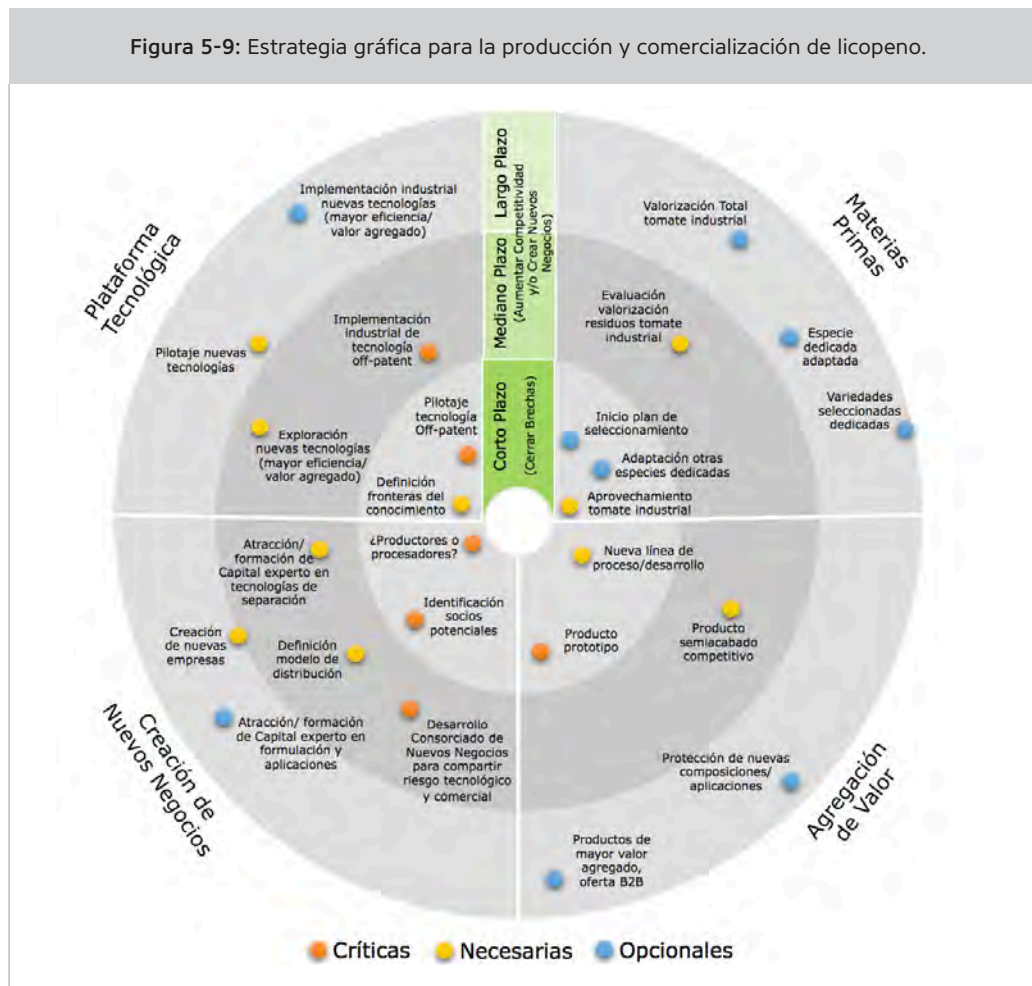 Figura 5-9: Estrategia gráfica para la producción y comercialización de licopeno.
Plataforma
Tecnológica
Implementación industrial
nuevas tecnologías
(mayor eficiencia/
valor agregado)
Pilotaje nuevas
tecnologías
Implementación
industrial de
tecnología
off-patent
Exploración
nuevas tecnologías
(mayor eficiencia/
valor agregado)
Pilotaje
tecnología
Off-patent
Definición
fronteras del
conocimiento
Largo Plazo
Mediano Plazo
(Aumentar Competitividad
y/o Crear Nuevos
Negocios)
Corto Plazo
(Cerrar Brechas)
Materias
Primas
Valorización Total
tomate industrial
Evaluación
valorización
residuos tomate
industrial
Especie
dedicada
adaptada
Variedades
seleccionadas
dedicadas
Inicio plan de
seleccionamiento
Adaptación otras
especies dedicadas
Aprovechamiento
tomate industrial
¿Productores o
procesadores?
Atracción/
formación de
Capital experto en
tecnologías de
separación
Identificación
socios
potenciales
Creación
de nuevas
empresas
Definición
modelo de
distribución
Atracción/ formación
de Capital experto en
formulación y
aplicaciones
Desarrollo
Consorciado de
Nuevos Negocios
para compartir
riesgo tecnológico
y comercial
Creación de
Nuevos Negocios
Nueva línea de
proceso/desarrollo
Producto
semiacabado
competitivo
Producto
prototipo
Protección de nuevas
composiciones/
aplicaciones
Productos de
mayor valor
agregado,
oferta B2B
Agregación
de Valor
Críticas
Necesarias
Opcionales